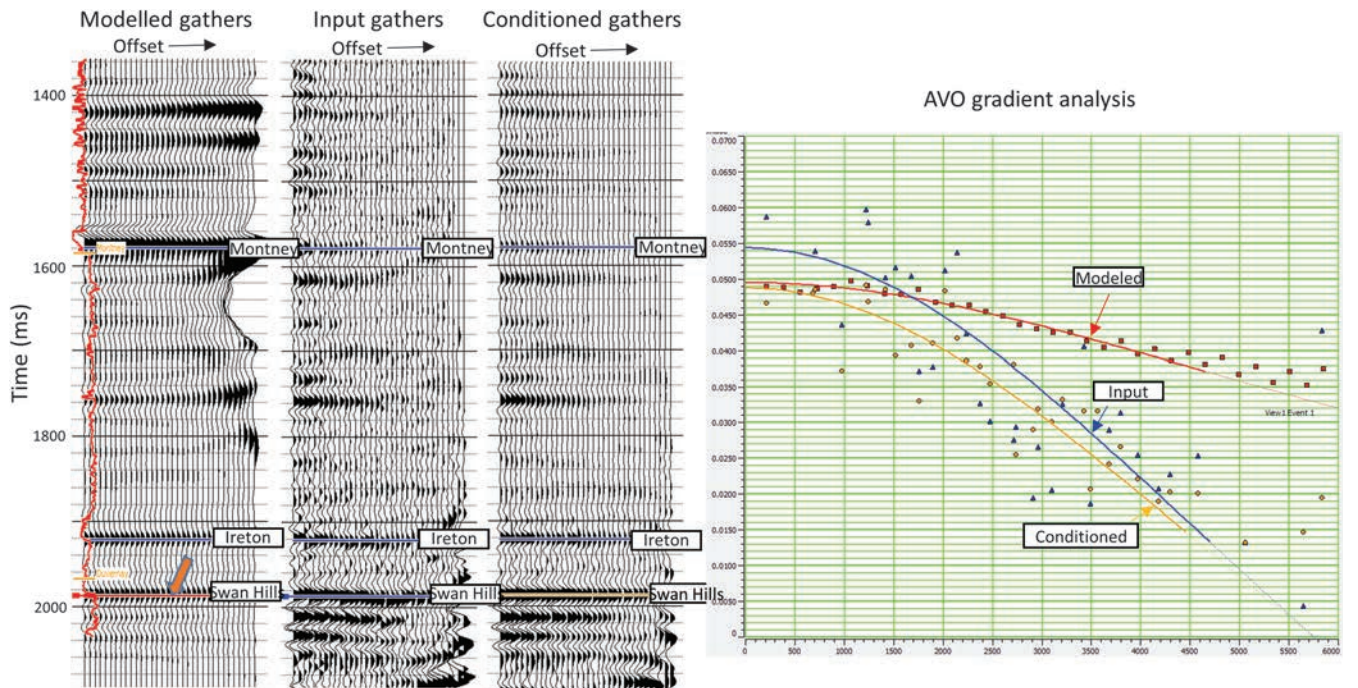 Modelled gathers
Offset
Input gathers
Offset
Conditioned gathers
Offset
Time (ms)
1400
1600
1800
2000
Montney
Montney
Montney
Montney
Ireton
Ireton
Ireton
Duvernay
Swan Hills
Swan Hills
Swan Hills
AVO gradient analysis
0.0700
0.0650
0.0600
0.0550
0.0500
0.0450
0.0400
0.0350
0.0300
0.0250
0.0200
0.0150
0.0100
0.0050
0
0 500 1000 1500 2000 2500 3000 3500 4000 4500 5000 5500 6000
Modeled
Input
View1 Event 1
Conditioned